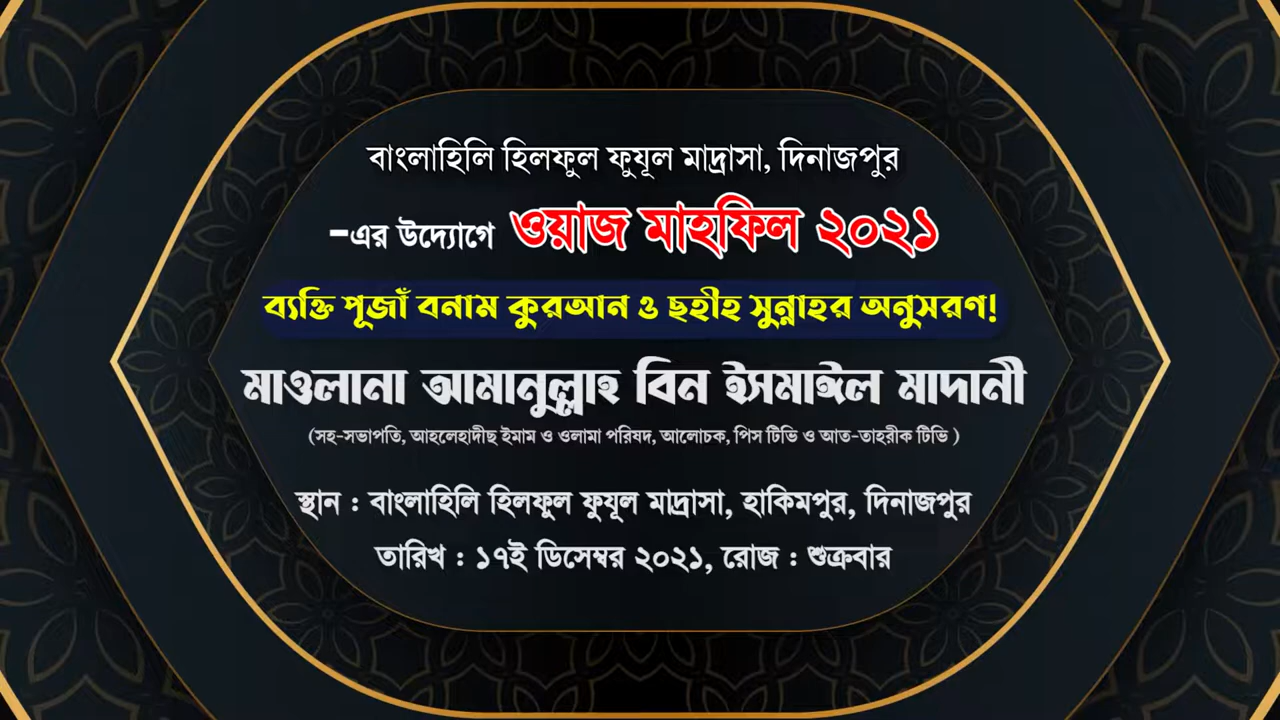 বাংলাহিলি হিলফুল ফুযূল মাদ্রাসা, দিনাজপুর
-এর উদ্যোগে ওয়াজ মাহফিল ২০২১
ব্যক্তি পূজাঁ বনাম কুরআন ও ছহীহ সুন্নাহর অনুসরণ!
মাওলানা আমানুল্লাহ বিন ইসমাঈল মাদানী
(সহ-সভাপতি, আহলেহাদীছ ইমাম ও ওলামা পরিষদ, আলোচক, পিস টিভি ও আত-তাহরীক টিভি )
স্থান : বাংলাহিলি হিলফুল ফুযূল মাদ্রাসা, হাকিমপুর, দিনাজপুর
তারিখ : ১৭ই ডিসেম্বর ২০২১, রোজ : শুক্রবার